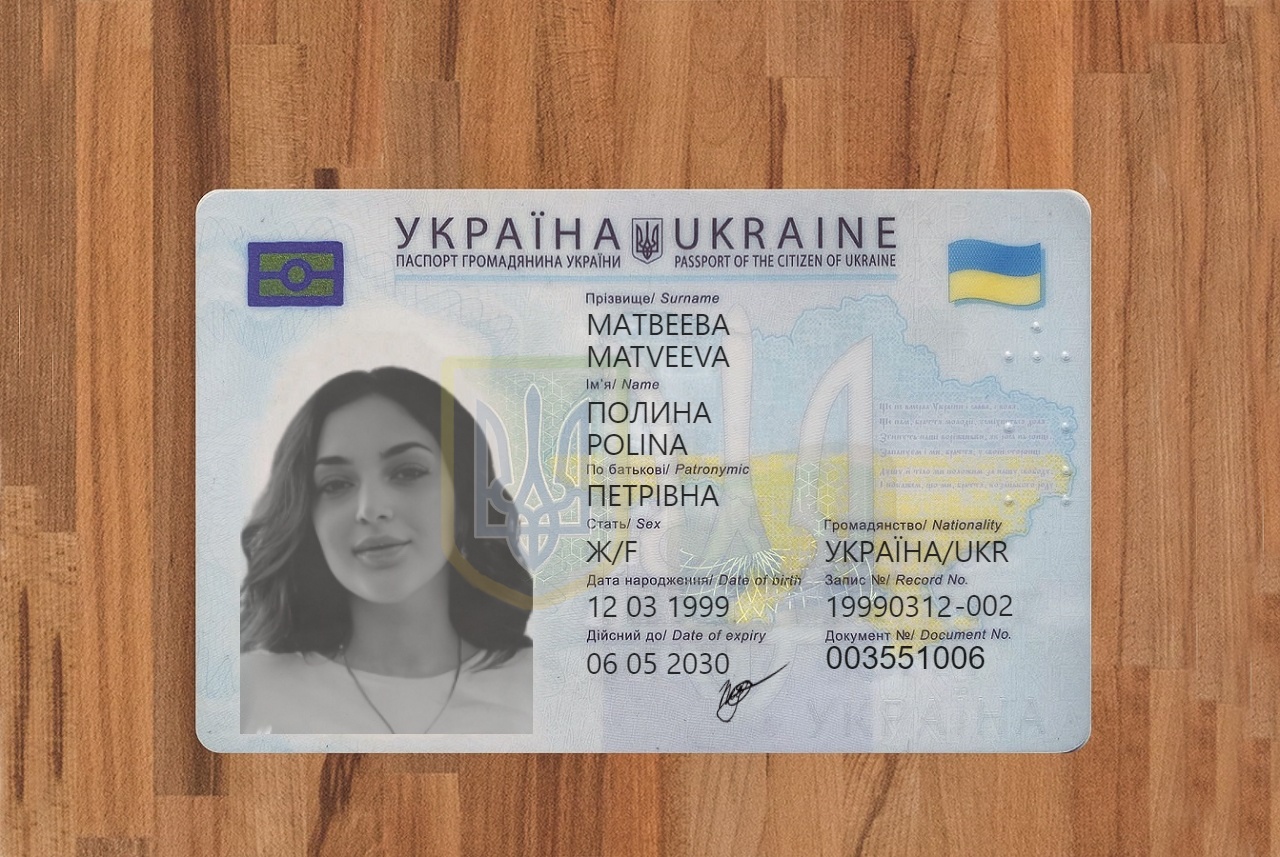 УКРАЇНА UKRAINE
ПАСПОРТ ГРОМАДЯНИНА УКРАЇНИ PASSPORT OF THE CITIZEN OF UKRAINE
Прізвище/ Surname
МАТВЕЕВА
MATVEEVA
Ім'я/ Name
ПОЛИНА
POLINA
По батькові/ Patronymic
ПЕТРІВНА
Стать/ Sex Громадянство/ Nationality
Ж/F УКРАЇНА/UKR
Дата народження/ Date of birth Запис №/ Record No.
12 03 1999 19990312-002
Дійсний до/ Date of expiry Документ №/ Document No.
06 05 2030 003551006
УКРАЇНА